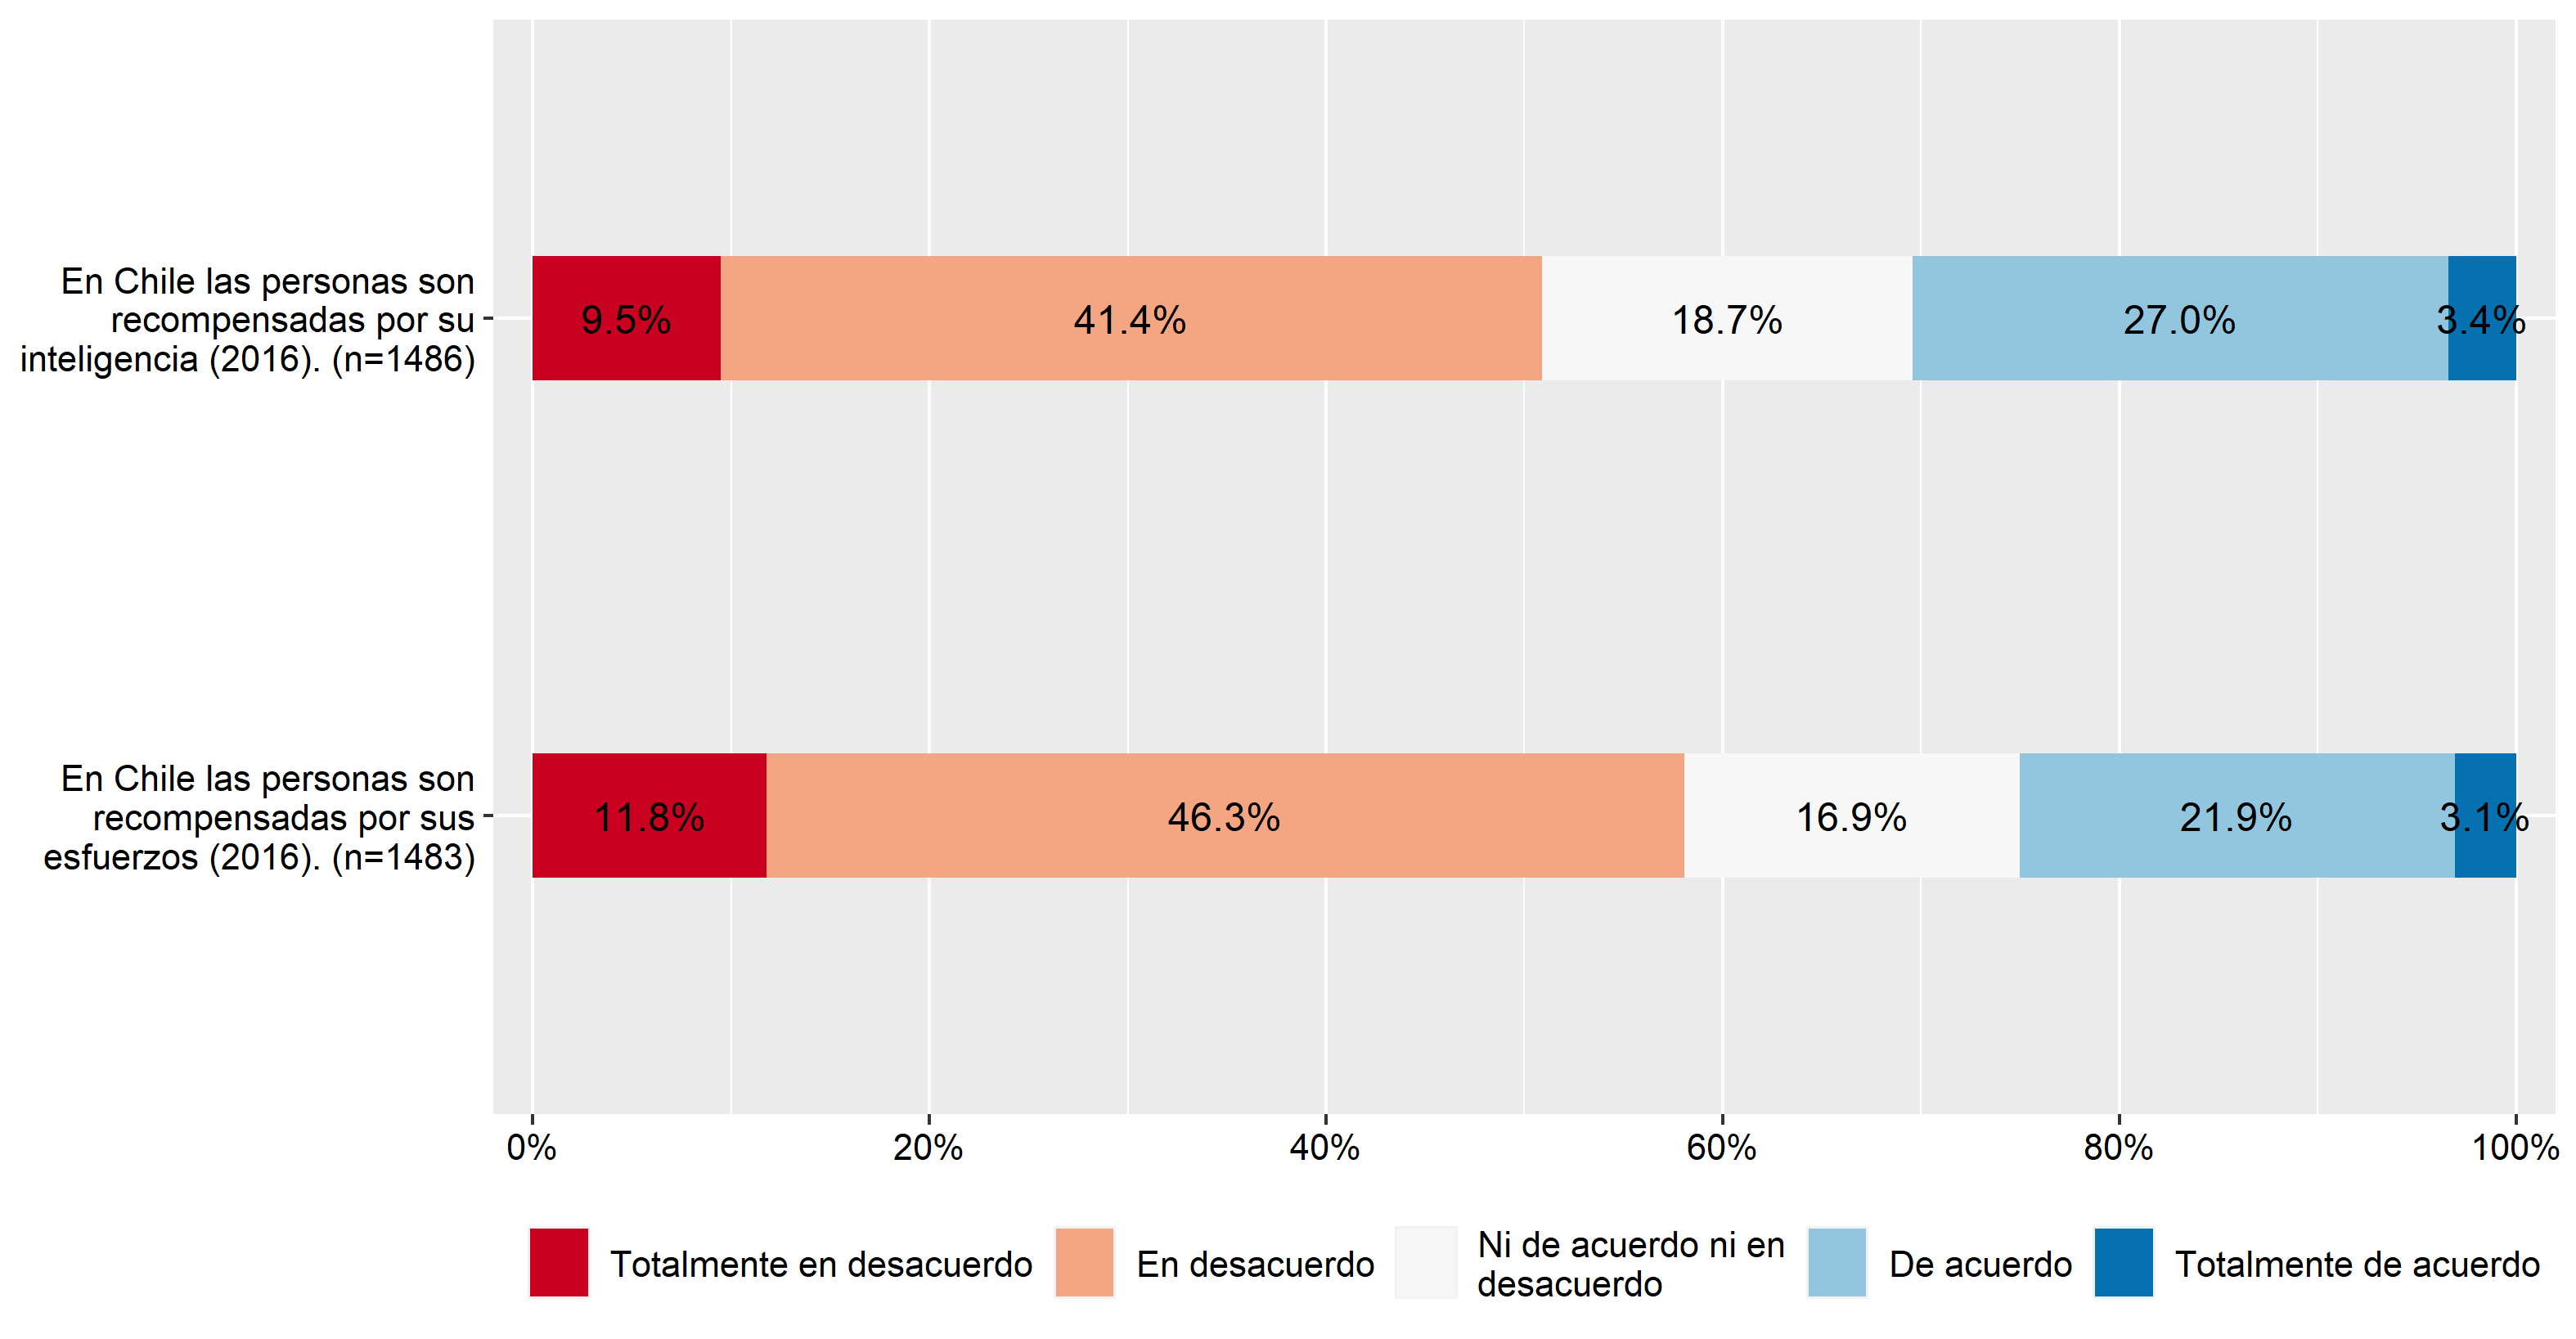 En Chile las personas son
recompensadas por su
inteligencia (2016). (n=1486)
9.5%
41.4%
18.7%
27.0%
3.4%
En Chile las personas son
recompensadas por sus
esfuerzos (2016). (n=1483)
11.8%
46.3%
16.9%
21.9%
3.1%
0%
20%
40%
60%
80%
100%
Totalmente en desacuerdo
En desacuerdo
Ni de acuerdo ni en
desacuerdo
De acuerdo
Totalmente de acuerdo